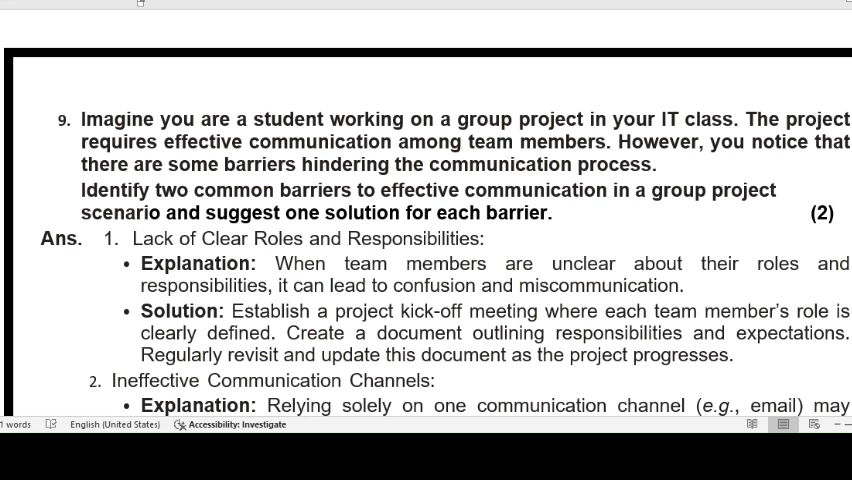 9. Imagine you are a student working on a group project in your IT class. The project
requires effective communication among team members. However, you notice that
there are some barriers hindering the communication process.
Identify two common barriers to effective communication in a group project
scenario and suggest one solution for each barrier. (2)
Ans. 1. Lack of Clear Roles and Responsibilities:
• Explanation: When team members are unclear about their roles and
responsibilities, it can lead to confusion and miscommunication.
• Solution: Establish a project kick-off meeting where each team member's role is
clearly defined. Create a document outlining responsibilities and expectations.
Regularly revisit and update this document as the project progresses.
2. Ineffective Communication Channels:
• Explanation: Relying solely on one communication channel (e.g., email) may
words English (United States) Accessibility: Investigate